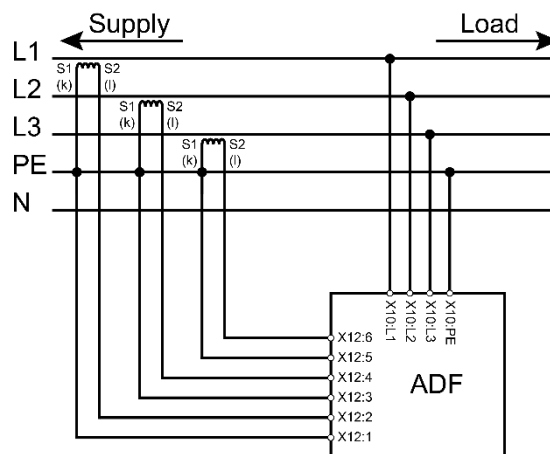 Supply Load
L1
S1 S2
(k) (l)
L2
S1 S2
(k) (l)
L3
S1 S2
(k) (l)
PE
N
X10:L1
X10:L2
X10:L3
X10:PE
X12:6
X12:5
X12:4
X12:3
X12:2
X12:1
ADF